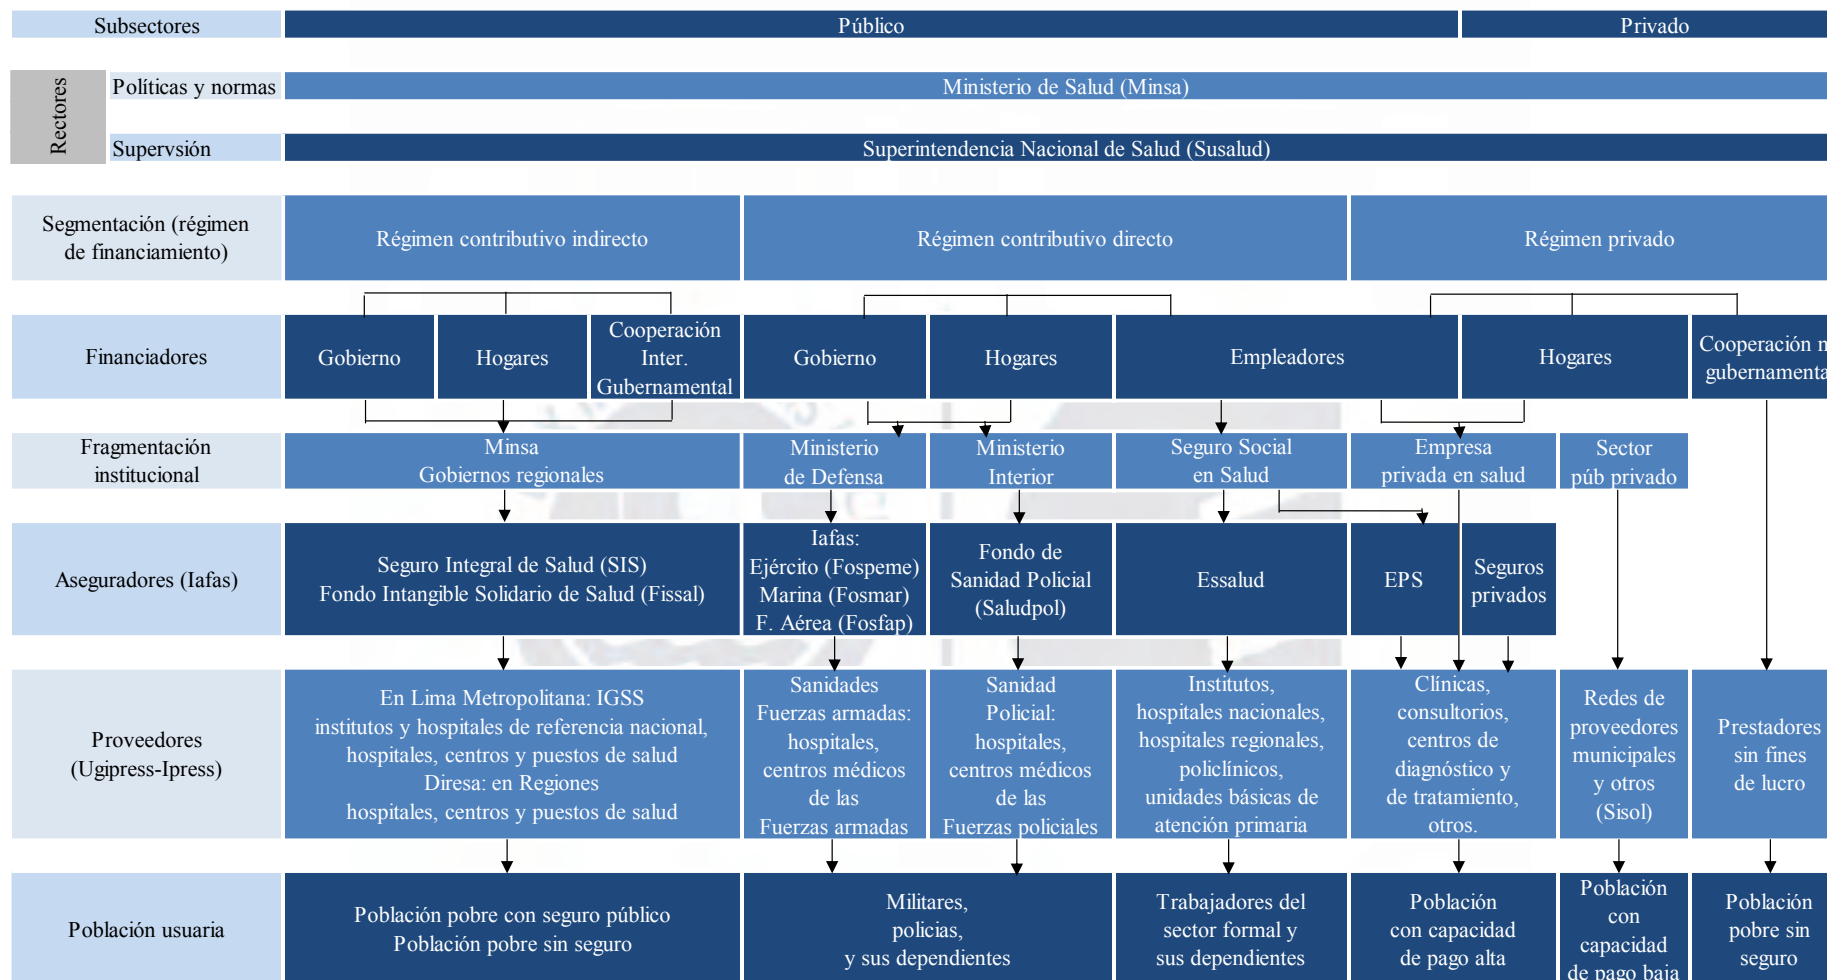 Subsectores
Público
Privado
Rectores
Políticas y normas
Ministerio de Salud (Minsa)
Supervsión
Superintendencia Nacional de Salud (Susalud)
Segmentación (régimen
de financiamiento)
Régimen contributivo indirecto
Régimen contributivo directo
Régimen privado
Financiadores
Gobierno
Hogares
Cooperación
Inter.
Gubernamental
Gobierno
Hogares
Empleadores
Hogares
Cooperación n
gubernamenta
Fragmentación
institucional
Minsa
Gobiernos regionales
Ministerio
de Defensa
Ministerio
Interior
Seguro Social
en Salud
Empresa
privada en salud
Sector
púb privado
Aseguradores (Iafas)
Seguro Integral de Salud (SIS)
Fondo Intangible Solidario de Salud (Fissal)
Iafas:
Ejército (Fospeme)
Marina (Fosmar)
F. Aérea (Fosfap)
Fondo de
Sanidad Policial
(Saludpol)
Essalud
EPS
Seguros
privados
Proveedores
(Ugipress-Ipress)
En Lima Metropolitana: IGSS
institutos y hospitales de referencia nacional,
hospitales, centros y puestos de salud
Diresa: en Regiones
hospitales, centros y puestos de salud
Sanidades
Fuerzas armadas:
hospitales,
centros médicos
de las
Fuerzas armadas
Sanidad
Policial:
hospitales,
centros médicos
de las
Fuerzas policiales
Institutos,
hospitales nacionales,
hospitales regionales,
policlínicos,
unidades básicas de
atención primaria
Clínicas,
consultorios,
centros de
diagnóstico y
de tratamiento,
otros.
Redes de
proveedores
municipales
y otros
(Sisol)
Prestadores
sin fines
de lucro
Población usuaria
Población pobre con seguro público
Población pobre sin seguro
Militares,
policias,
y sus dependientes
Trabajadores del
sector formal y
sus dependientes
Población
con capacidad
de pago alta
Población
con
capacidad
de pago baja
Población
pobre sin
seguro